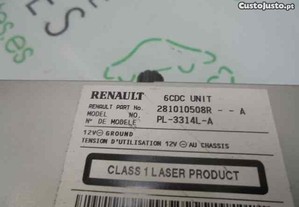 CustoJusto.pt
RENAULT 6CDC UNIT
RENAULT PART No. 281010508R - - A
MODEL NO. PL-3314L-A
N° DE MODELE
12V ⊖ GROUND
TENSION D'UTILISATION 12V ⊖ AU CHASSIS
CLASS 1 LASER PRODUCT